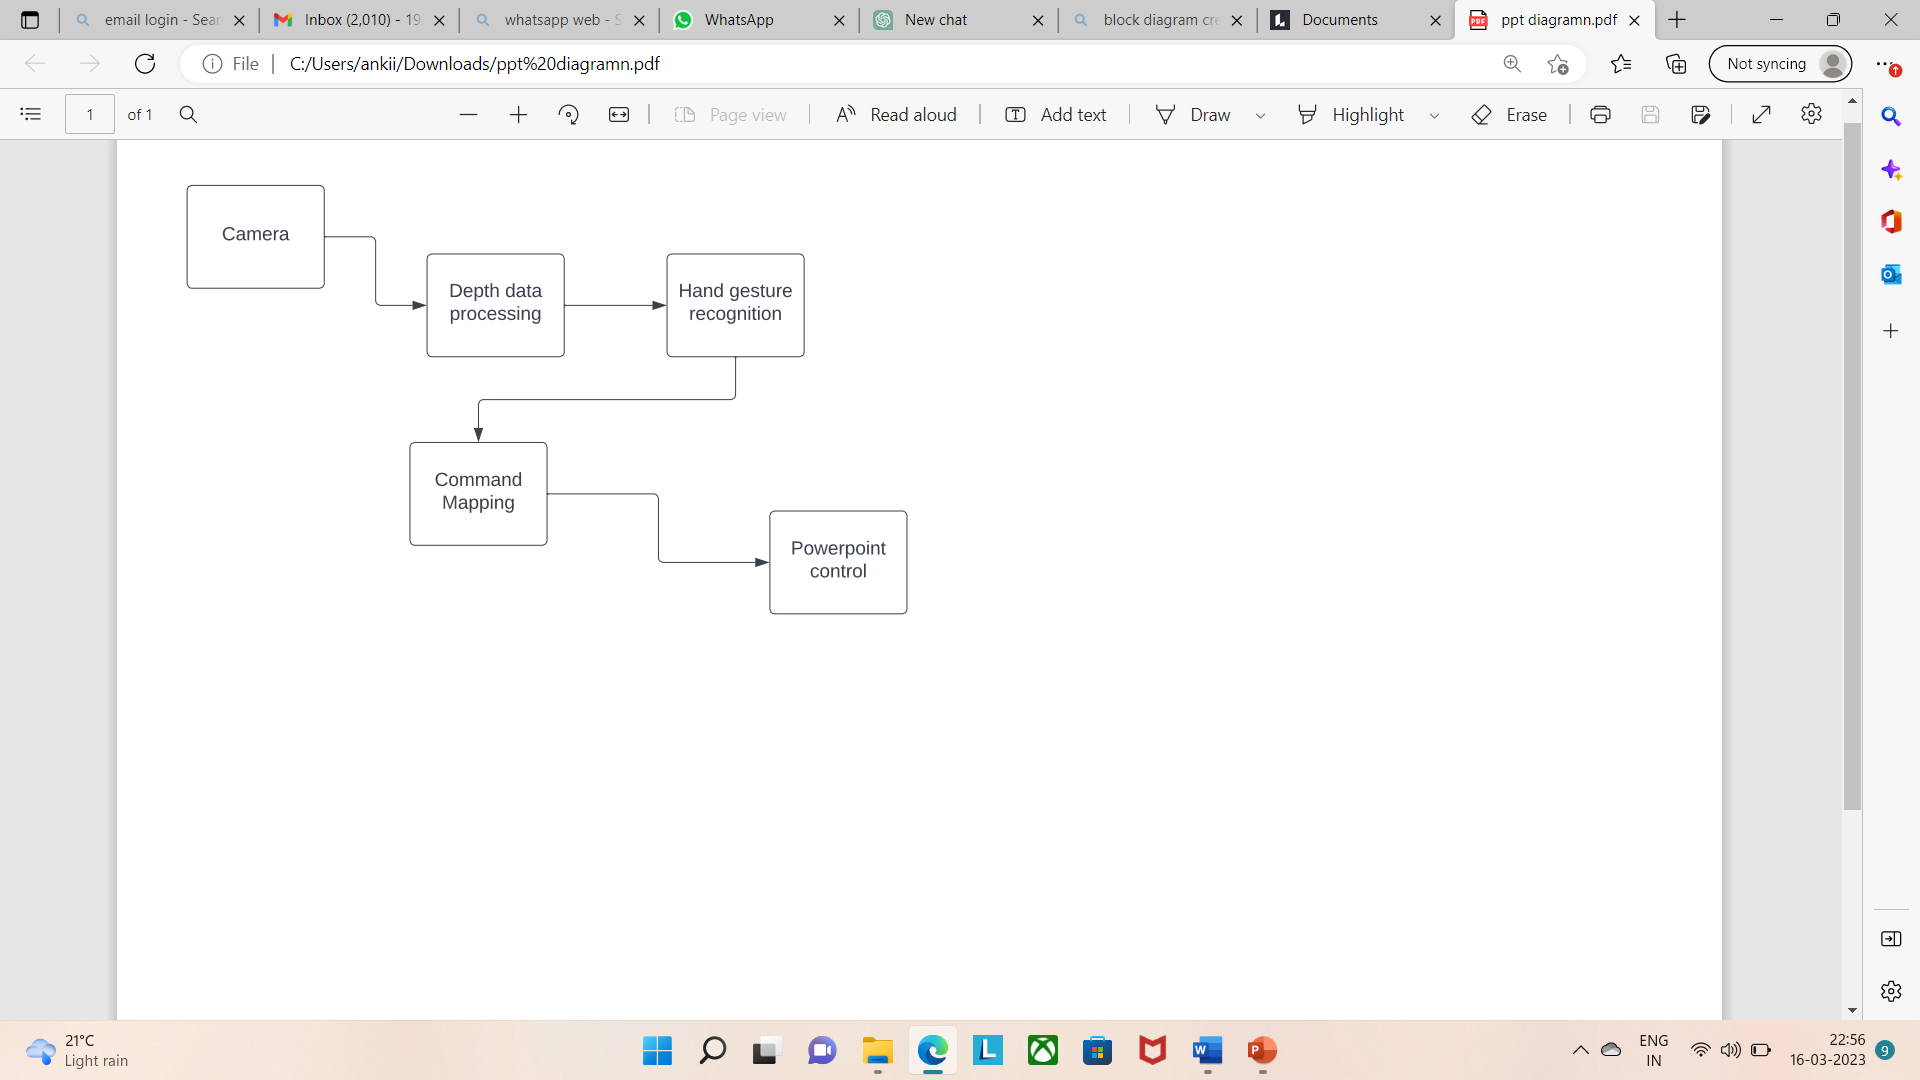 email login - Sear
Inbox (2,010) - 19
whatsapp web - S
WhatsApp
New chat
block diagram cre
Documents
ppt diagramn.pdf
File
C:/Users/ankii/Downloads/ppt%20diagramn.pdf
Not syncing
1
of 1
Page view
Read aloud
Add text
Draw
Highlight
Erase
Camera
Depth data
processing
Hand gesture
recognition
Command
Mapping
Powerpoint
control
21°C
Light rain
ENG
IN
22:56
16-03-2023
9